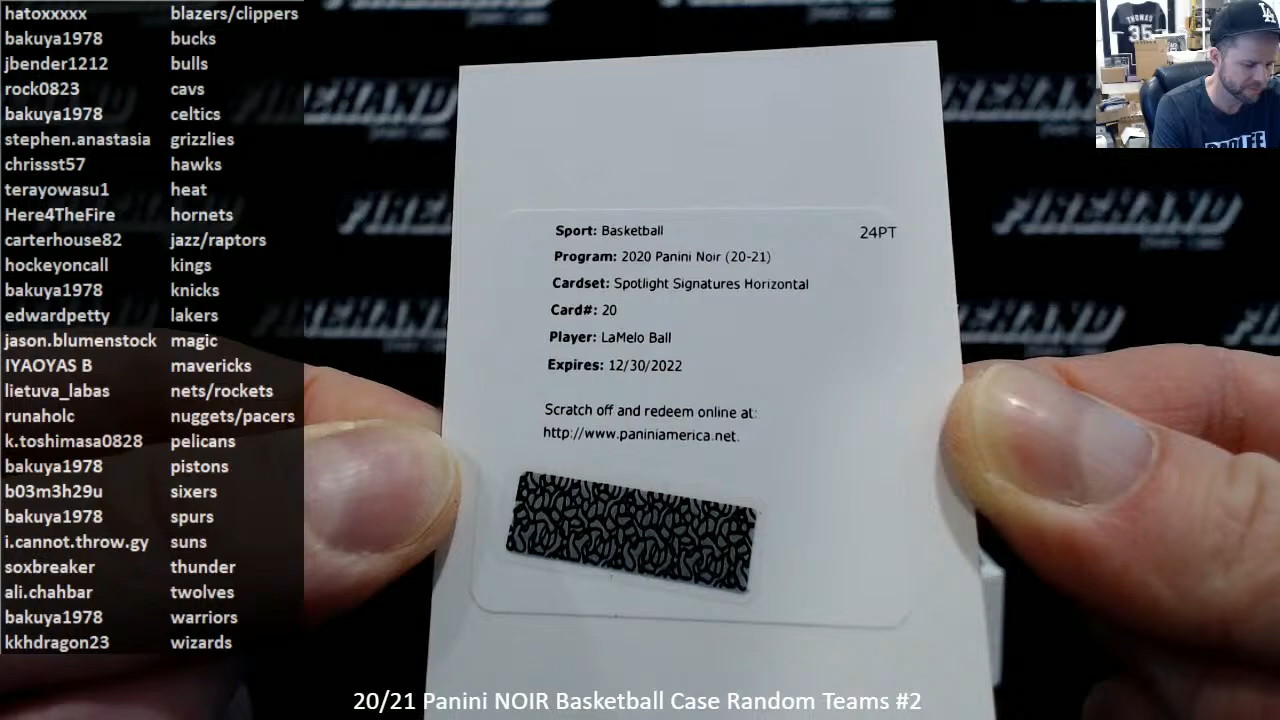 hatoxxxxx blazers/clippers
bakuya1978 bucks
jbender1212 bulls
rock0823 cavs
bakuya1978 celtics
stephen.anastasia grizzlies
chrissst57 hawks
terayowasu1 heat
Here4TheFire hornets
carterhouse82 jazz/raptors
hockeyoncall kings
bakuya1978 knicks
edwardpetty lakers
jason.blumenstock magic
IYAOYAS B mavericks
lietuva_labas nets/rockets
runaholc nuggets/pacers
k.toshimasa0828 pelicans
bakuya1978 pistons
b03m3h29u sixers
bakuya1978 spurs
i.cannot.throw.gy suns
soxbreaker thunder
ali.chahbar twolves
bakuya1978 warriors
kkhdragon23 wizards
Sport: Basketball 24PT
Program: 2020 Panini Noir (20-21)
Cardset: Spotlight Signatures Horizontal
Card#: 20
Player: LaMelo Ball
Expires: 12/30/2022
Scratch off and redeem online at:
http://www.paniniamerica.net.
FIREHAND
THOMAS
35
LA
20/21 Panini NOIR Basketball Case Random Teams #2